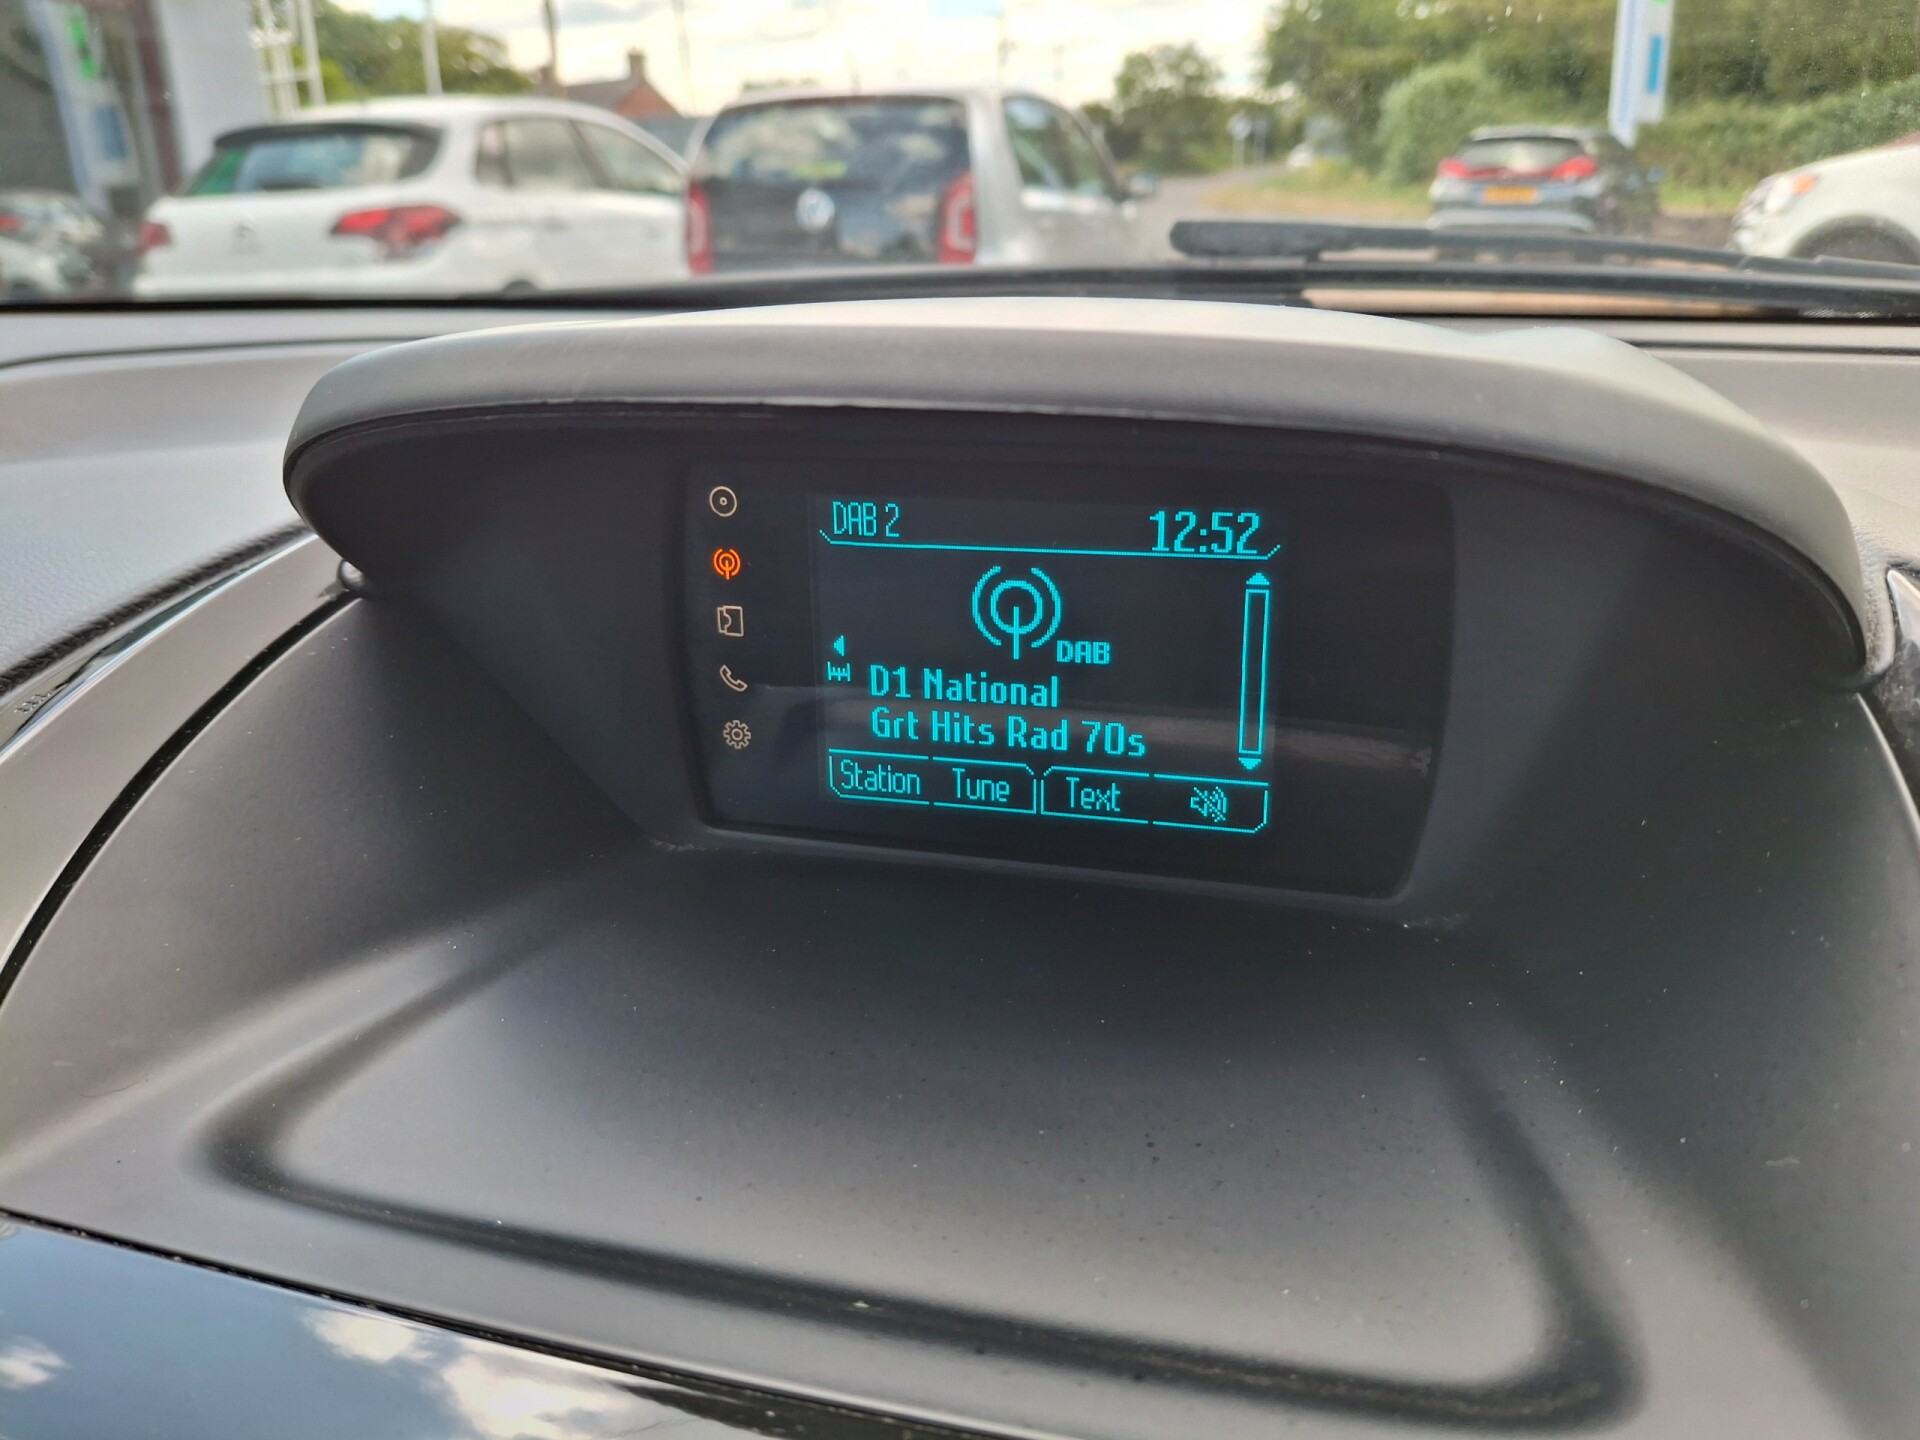 DAB 2
12:52
DAB
D1 National
Grt Hits Rad 70s
Station
Tune
Text